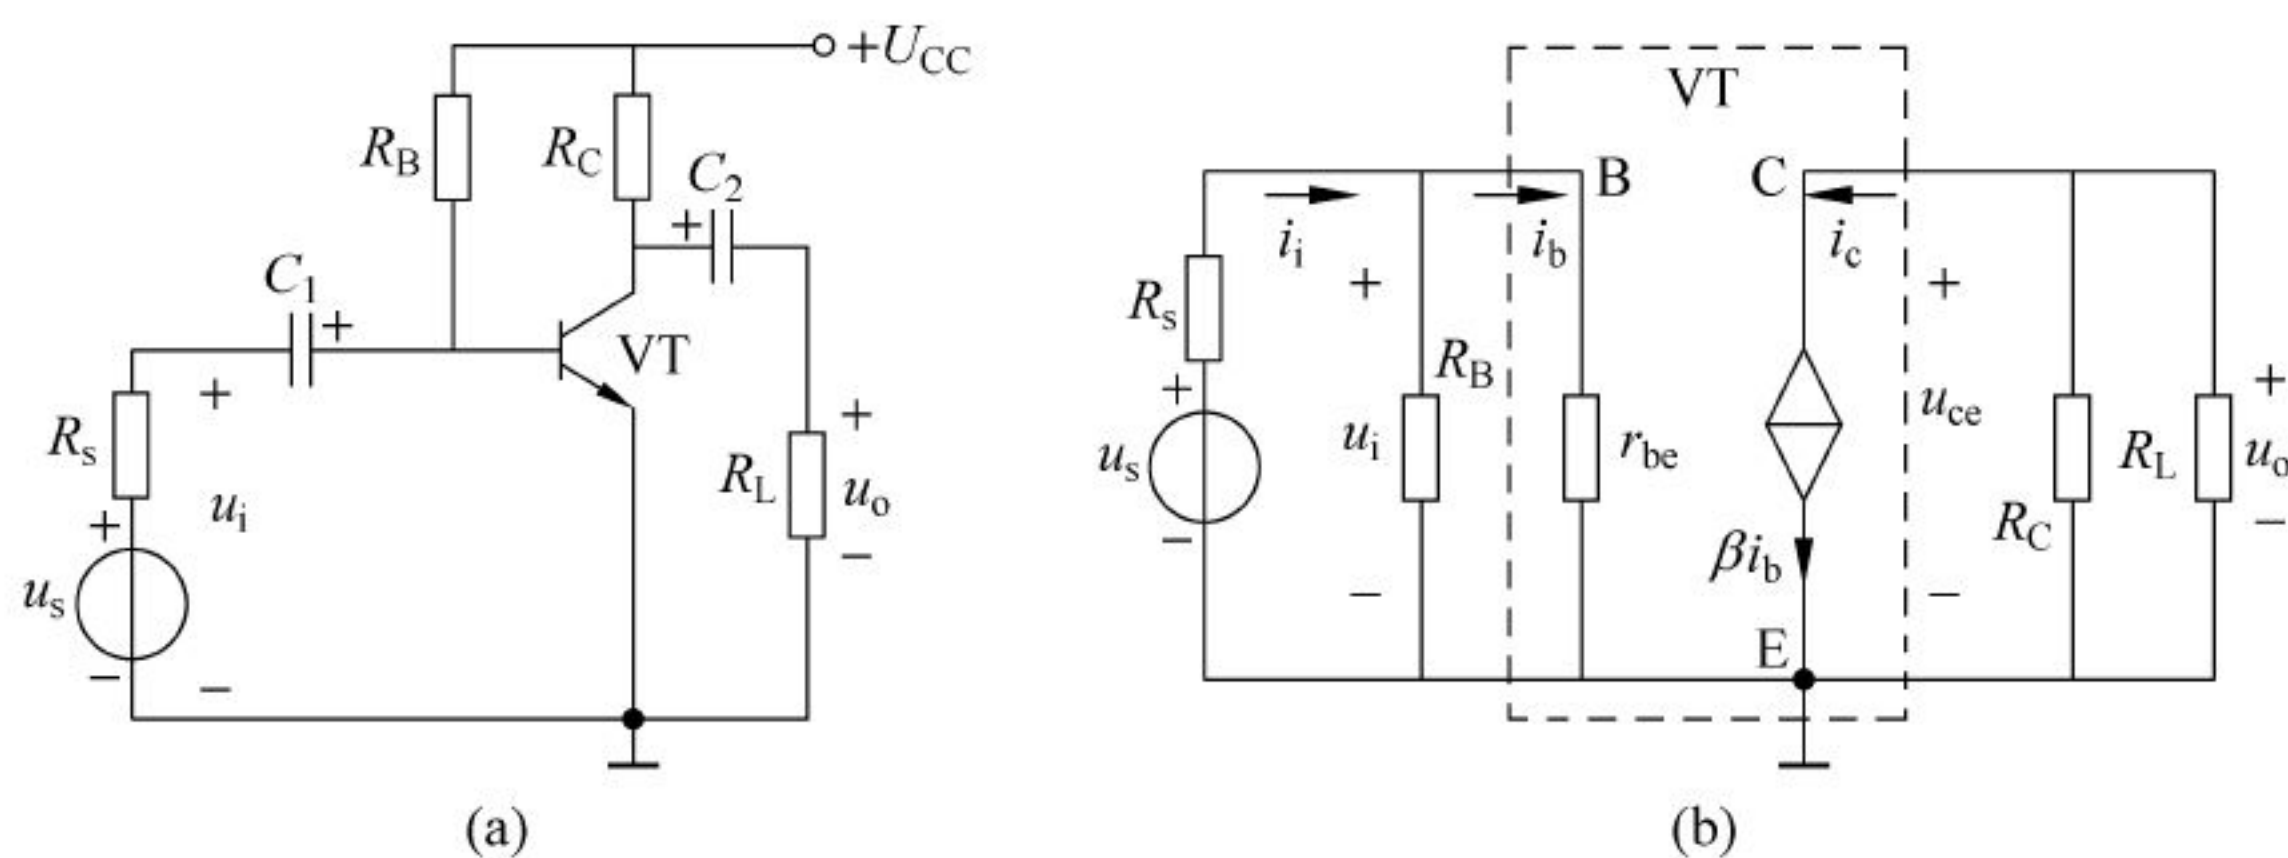 +U_CC
R_B
R_C
C_2
+
C_1
+
VT
+
+
R_s
R_L
u_o
u_i
+
−
u_s
−
−
(a)
VT
B
C
i_i
i_b
i_c
+
+
R_s
R_B
+
+
u_i
r_be
u_ce
R_L
u_o
u_s
−
R_C
−
βi_b
−
−
E
(b)